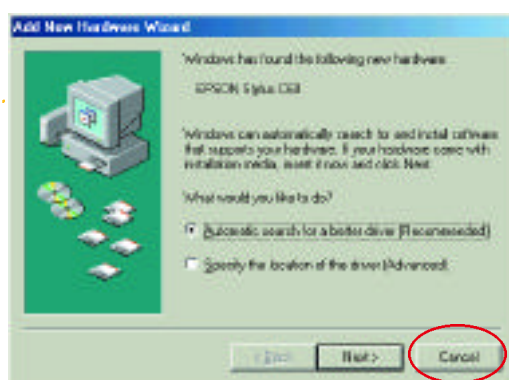 Add New Hardware Wizard
Windows has found the following new hardware:
EPSON Stylus
Windows can automatically search for and install software
that supports your hardware. If your hardware came with
installation media, insert it now and click Next.
What would you like to do?
Automatic search for a better driver (Recommended)
Specify the location of the driver (Advanced)
< Back
Next >
Cancel